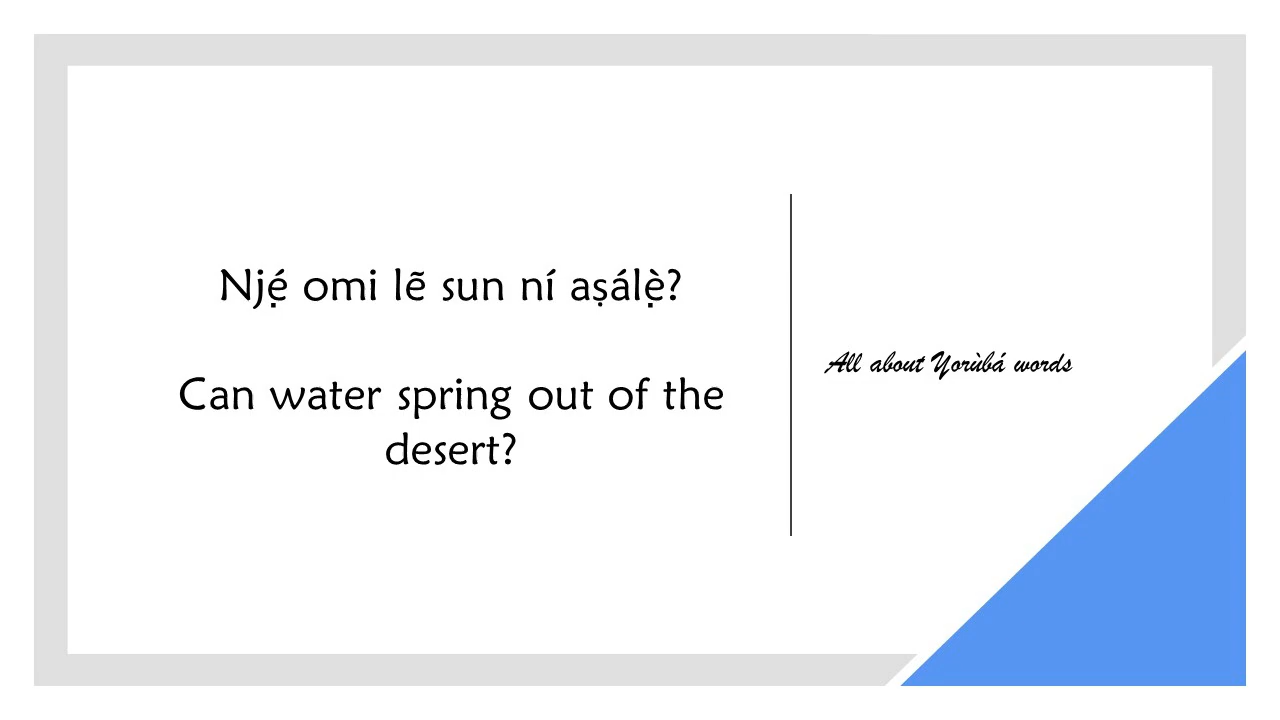 Njẹ́ omi lẽ sun ní aṣálẹ̀?
Can water spring out of the
desert?
All about Yorùbá words